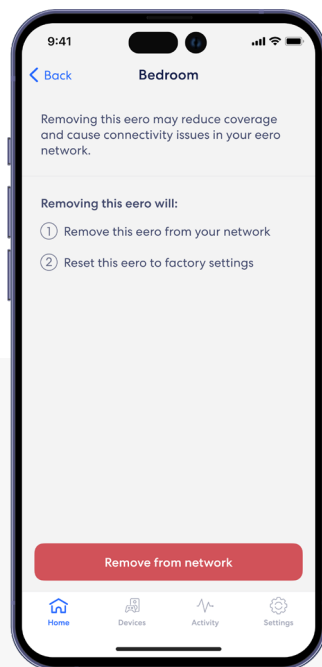 9:41
Back
Bedroom
Removing this eero may reduce coverage
and cause connectivity issues in your eero
network.
Removing this eero will:
1 Remove this eero from your network
2 Reset this eero to factory settings
Remove from network
Home
Devices
Activity
Settings